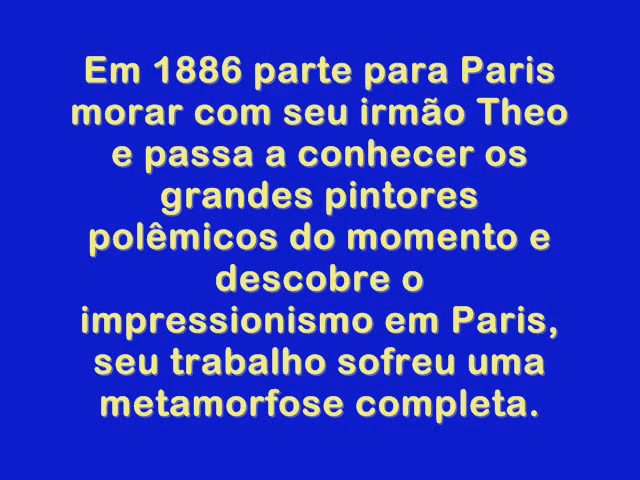 Em 1886 parte para Paris
morar com seu irmão Theo
e passa a conhecer os
grandes pintores
polêmicos do momento e
descobre o
impressionismo em Paris,
seu trabalho sofreu uma
metamorfose completa.